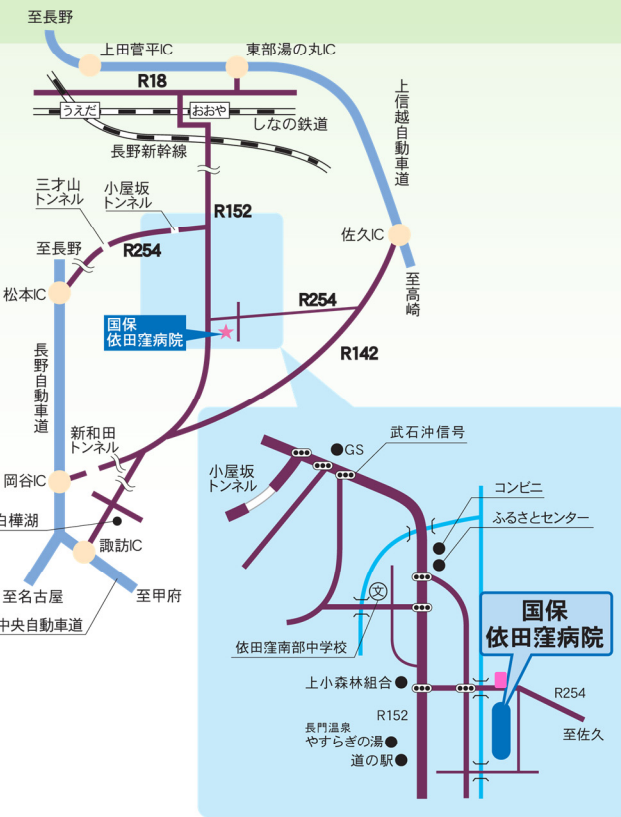 至長野
上田菅平IC
東部湯の丸IC
R18
うえだ
おおや
しなの鉄道
長野新幹線
上信越自動車道
三才山
トンネル
小屋坂
トンネル
R152
R254
佐久IC
至長野
至高崎
松本IC
R254
国保
依田窪病院
R142
長野自動車道
新和田
トンネル
岡谷IC
白樺湖
諏訪IC
至名古屋
至甲府
中央自動車道
武石沖信号
GS
小屋坂
トンネル
コンビニ
ふるさとセンター
文
国保
依田窪病院
依田窪南部中学校
上小森林組合
R254
R152
至佐久
長門温泉
やすらぎの湯
道の駅